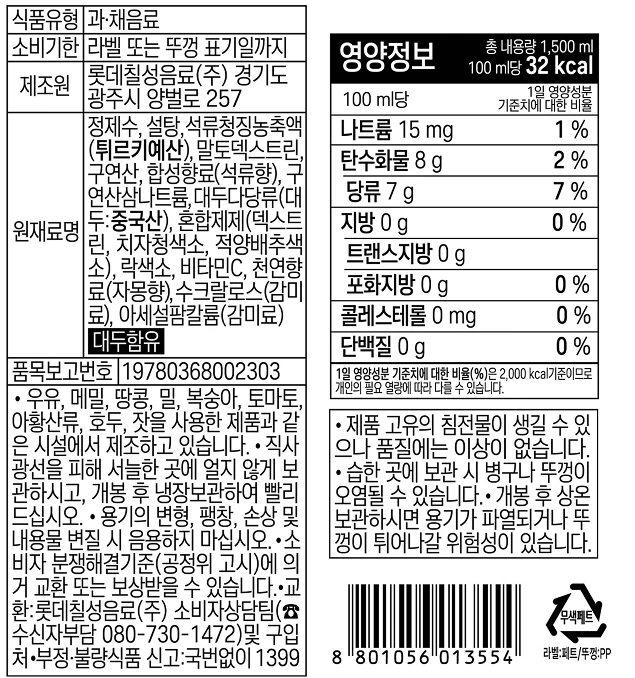 식품유형 과·채음료
소비기한 라벨 또는 뚜껑 표기일까지
제조원 롯데칠성음료(주) 경기도
광주시 양벌로 257
원재료명
정제수, 설탕, 석류청징농축액
(튀르키예산), 말토덱스트린,
구연산, 합성향료(석류향), 구
연산삼나트륨, 대두다당류(대
두:중국산), 혼합제제(덱스트
린, 치자청색소, 적양배추색
소), 락색소, 비타민C, 천연향
료(자몽향), 수크랄로스(감미
료), 아세설팜칼륨(감미료)
대두함유
품목보고번호 19780368002303
• 우유, 메밀, 땅콩, 밀, 복숭아, 토마토,
아황산류, 호두, 잣을 사용한 제품과 같
은 시설에서 제조하고 있습니다. • 직사
광선을 피해 서늘한 곳에 얼지 않게 보
관하시고, 개봉 후 냉장보관하여 빨리
드십시오. • 용기의 변형, 팽창, 손상 및
내용물 변질 시 음용하지 마십시오. • 소
비자 분쟁해결기준(공정위 고시)에 의
거 교환 또는 보상받을 수 있습니다.•교
환:롯데칠성음료(주) 소비자상담팀(☎
수신자부담 080-730-1472)및 구입
처•부정·불량식품 신고:국번없이 1399
영양정보
총 내용량 1,500 ml
100 ml당 32 kcal
100 ml당
1일 영양성분
기준치에 대한 비율
나트륨 15 mg 1 %
탄수화물 8 g 2 %
당류 7 g 7 %
지방 0 g 0 %
트랜스지방 0 g
포화지방 0 g 0 %
콜레스테롤 0 mg 0 %
단백질 0 g 0 %
1일 영양성분 기준치에 대한 비율(%)은 2,000 kcal기준이므로
개인의 필요 열량에 따라 다를 수 있습니다.
• 제품 고유의 침전물이 생길 수 있
으나 품질에는 이상이 없습니다.
• 습한 곳에 보관 시 병구나 뚜껑이
오염될 수 있습니다.• 개봉 후 상온
보관하시면 용기가 파열되거나 뚜
껑이 튀어나갈 위험성이 있습니다.
8 801056 013554
무색페트
라벨:페트/뚜껑:PP